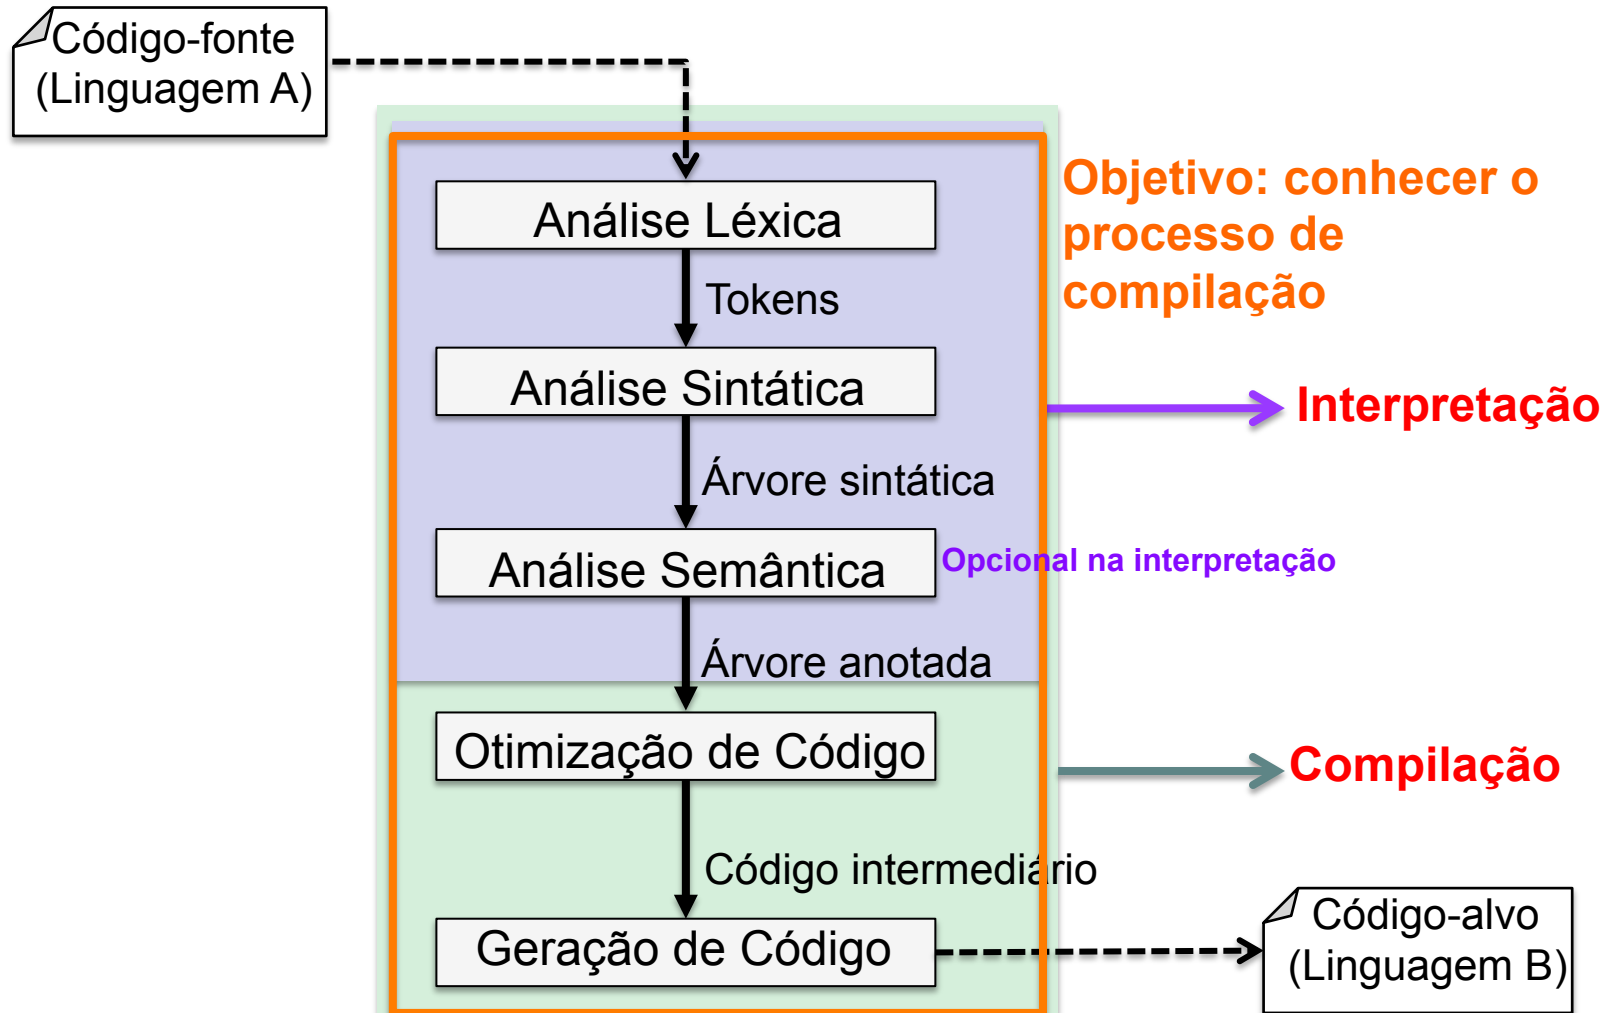 Código-fonte
(Linguagem A)
Análise Léxica
Objetivo: conhecer o
processo de
compilação
Tokens
Análise Sintática
Interpretação
Árvore sintática
Análise Semântica
Opcional na interpretação
Árvore anotada
Otimização de Código
Compilação
Código intermediário
Geração de Código
Código-alvo
(Linguagem B)